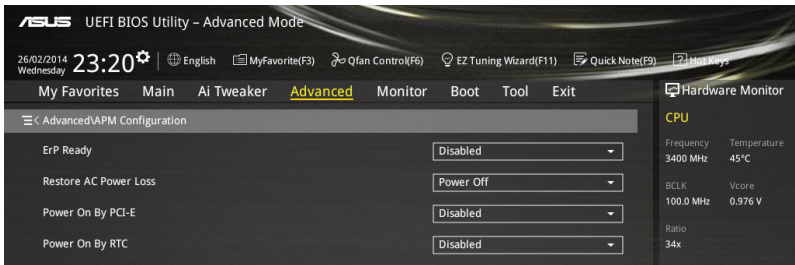 ASUS UEFI BIOS Utility – Advanced Mode
26/02/2014
Wednesday 23:20 English MyFavorite(F3) Qfan Control(F6) EZ Tuning Wizard(F11) Quick Note(F9) ? Hot Keys
My Favorites Main Ai Tweaker Advanced Monitor Boot Tool Exit Hardware Monitor
< Advanced\APM Configuration
CPU
ErP Ready Disabled
Frequency Temperature
3400 MHz 45°C
Restore AC Power Loss Power Off
BCLK Vcore
100.0 MHz 0.976 V
Power On By PCI-E Disabled
Ratio
34x
Power On By RTC Disabled